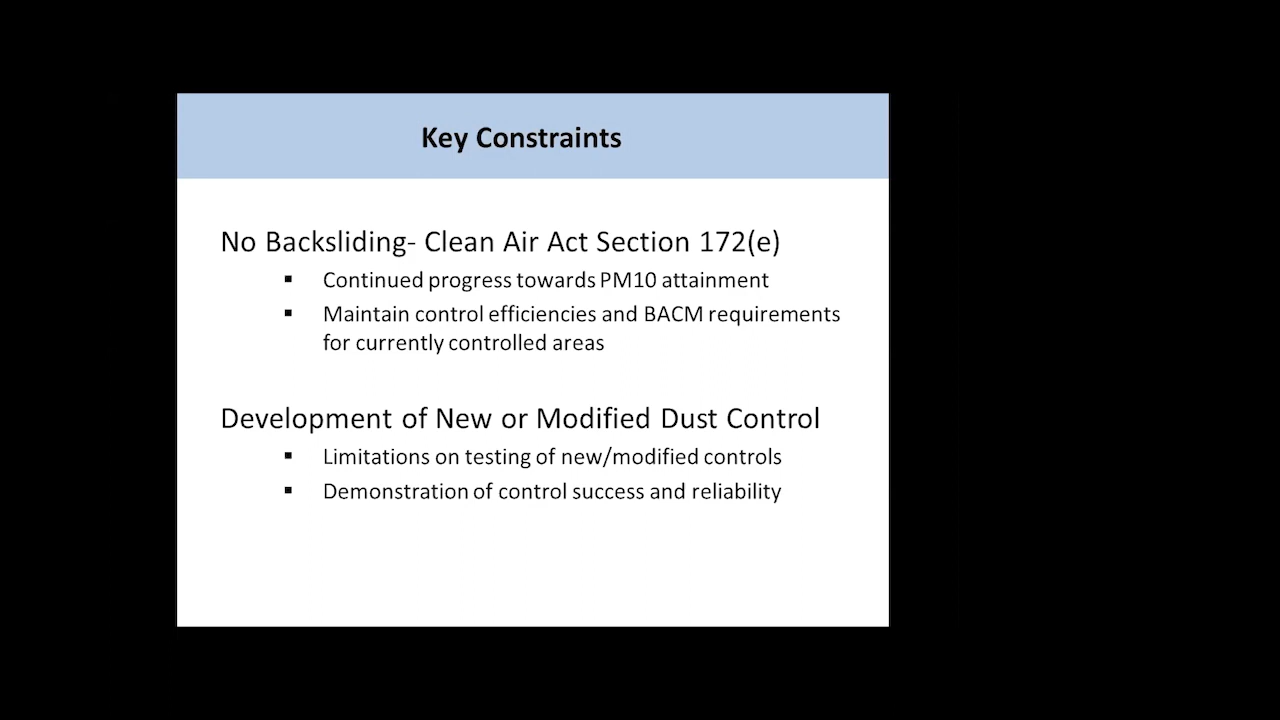 Key Constraints
No Backsliding- Clean Air Act Section 172(e)
▪ Continued progress towards PM10 attainment
▪ Maintain control efficiencies and BACM requirements
for currently controlled areas
Development of New or Modified Dust Control
▪ Limitations on testing of new/modified controls
▪ Demonstration of control success and reliability